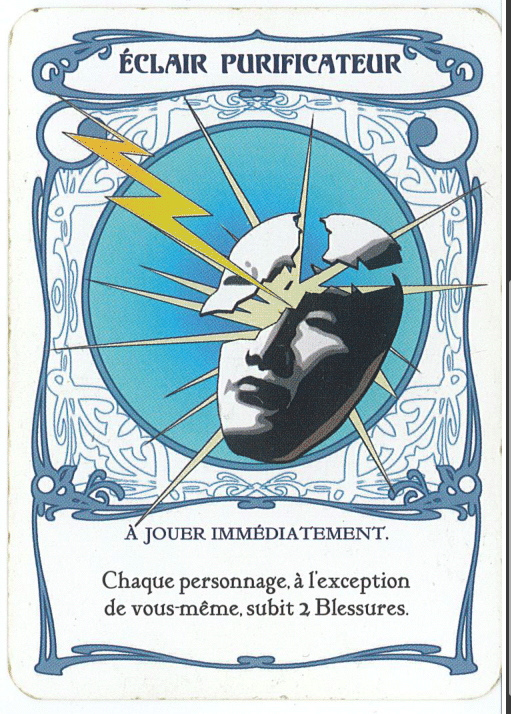 ÉCLAIR PURIFICATEUR
À JOUER IMMÉDIATEMENT.
Chaque personnage, à l'exception
de vous-même, subit 2 Blessures.